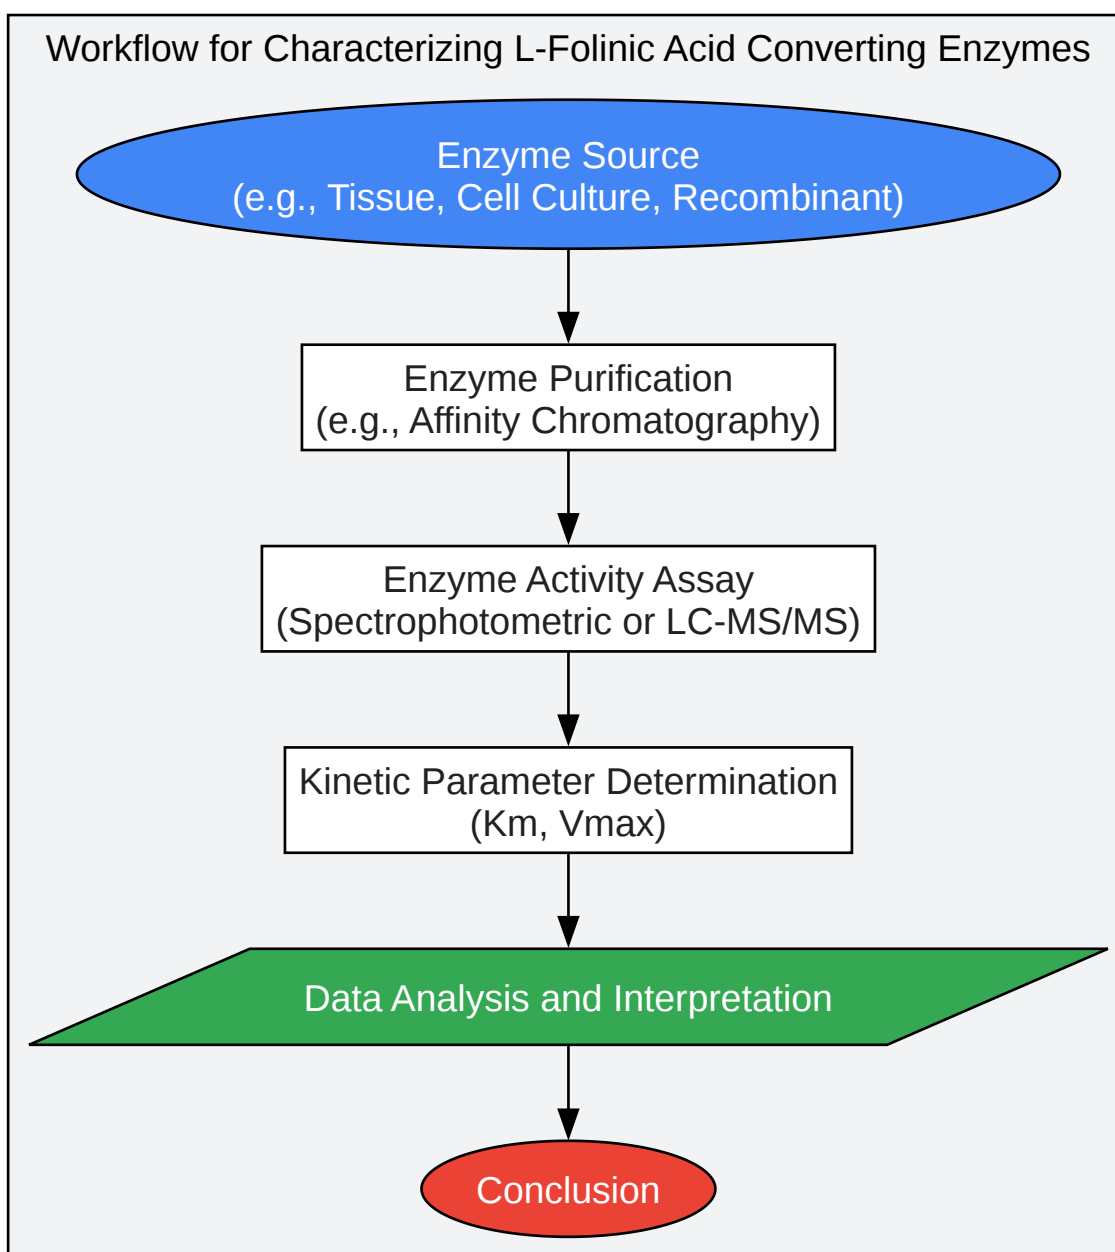 Workflow for Characterizing L-Folinic Acid Converting Enzymes
Enzyme Source
(e.g., Tissue, Cell Culture, Recombinant)
Enzyme Purification
(e.g., Affinity Chromatography)
Enzyme Activity Assay
(Spectrophotometric or LC-MS/MS)
Kinetic Parameter Determination
(Km, Vmax)
Data Analysis and Interpretation
Conclusion